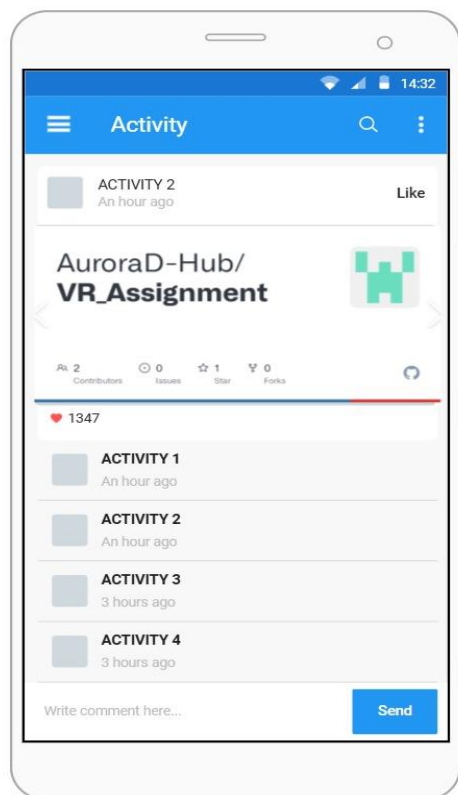 14:32
Activity
ACTIVITY 2
An hour ago
Like
AuroraD-Hub/
VR_Assignment
2 Contributors
0 Issues
1 Star
0 Forks
1347
ACTIVITY 1
An hour ago
ACTIVITY 2
An hour ago
ACTIVITY 3
3 hours ago
ACTIVITY 4
3 hours ago
Write comment here...
Send